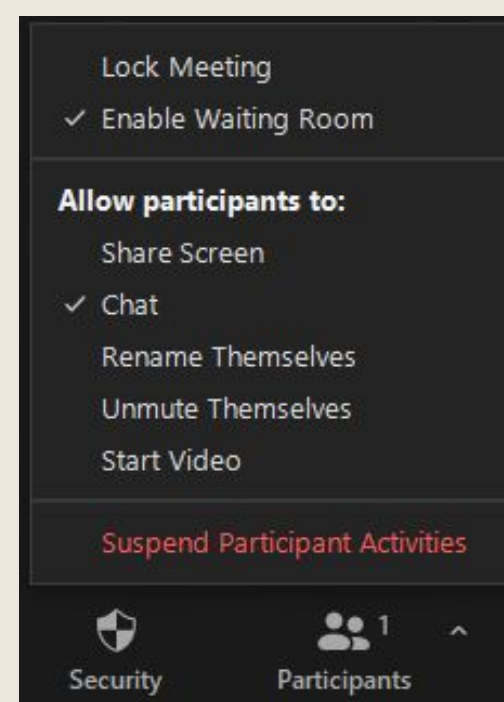 Lock Meeting
✓ Enable Waiting Room
Allow participants to:
Share Screen
✓ Chat
Rename Themselves
Unmute Themselves
Start Video
Suspend Participant Activities
1
Security Participants